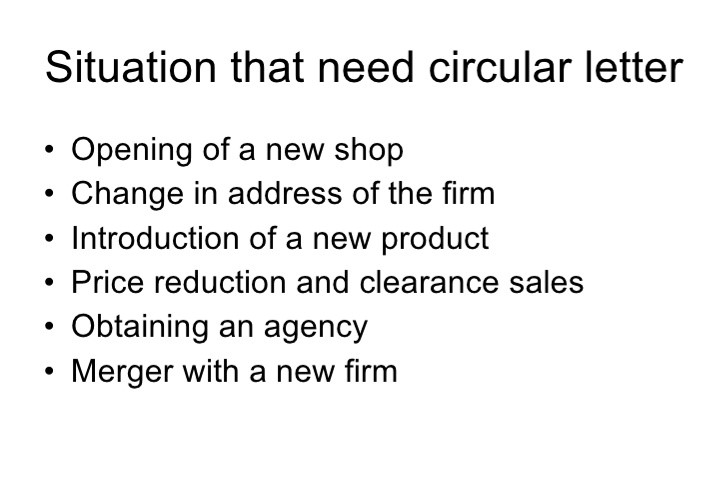 Situation that need circular letter
• Opening of a new shop
• Change in address of the firm
• Introduction of a new product
• Price reduction and clearance sales
• Obtaining an agency
• Merger with a new firm